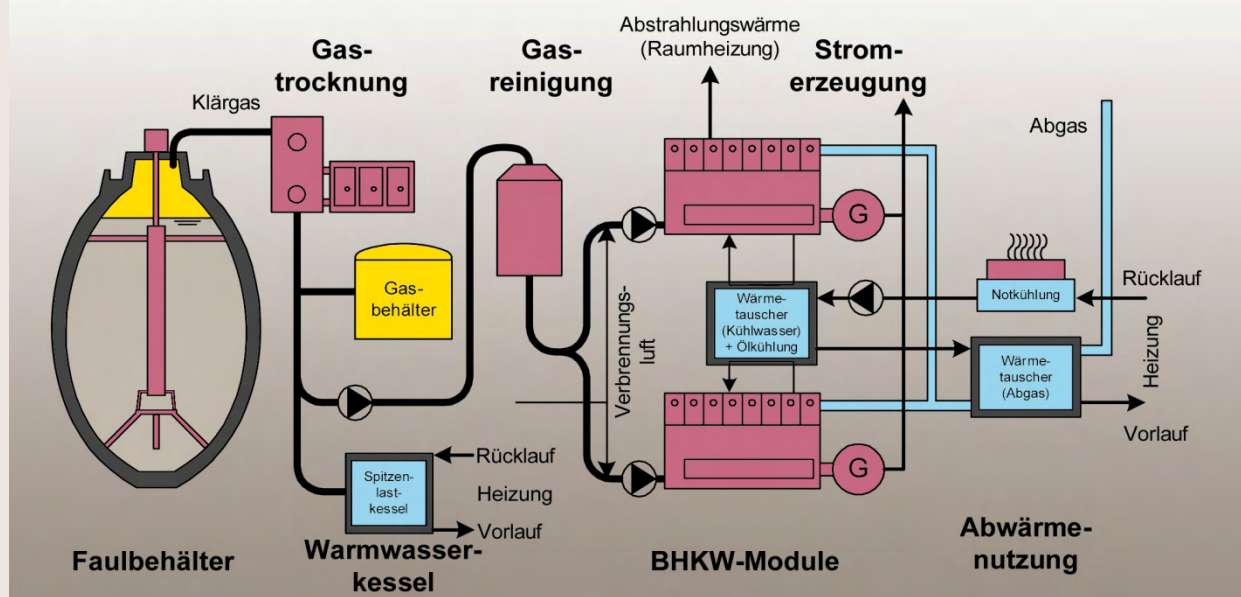 Gas-
trocknung
Gas-
reinigung
Abstrahlungswärme
(Raumheizung)
Strom-
erzeugung
Klärgas
Abgas
G
Gas-
behälter
Verbrennungs-
luft
Wärme-
tauscher
(Kühlwasser)
+ Ölkühlung
Notkühlung
Rücklauf
Heizung
Wärme-
tauscher
(Abgas)
Vorlauf
G
Spitzen-
last-
kessel
Rücklauf
Heizung
Vorlauf
Faulbehälter
Warmwasser-
kessel
BHKW-Module
Abwärme-
nutzung